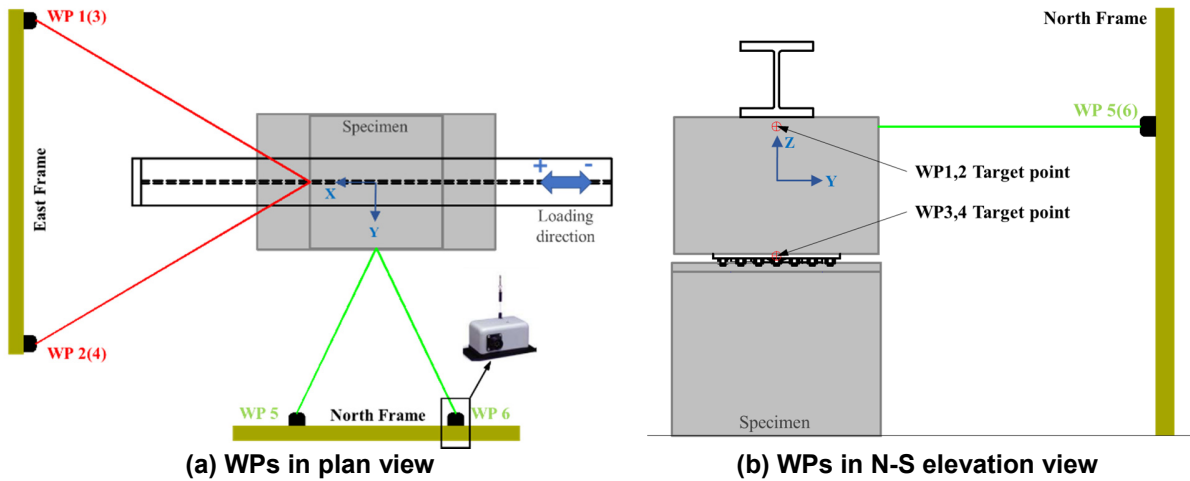 WP 1(3)
East Frame
WP 2(4)
Specimen
X
Y
+
-
Loading
direction
WP 5
North Frame
WP 6
(a) WPs in plan view
North Frame
WP 5(6)
Z
Y
WP1,2 Target point
WP3,4 Target point
Specimen
(b) WPs in N-S elevation view